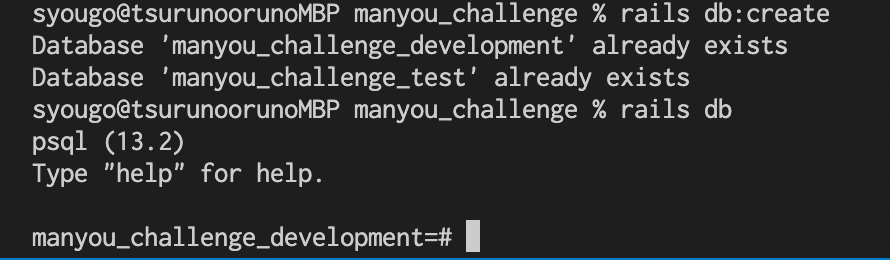 syougo@tsurunoorunoMBP manyou_challenge % rails db:create
Database 'manyou_challenge_development' already exists
Database 'manyou_challenge_test' already exists
syougo@tsurunoorunoMBP manyou_challenge % rails db
psql (13.2)
Type "help" for help.
manyou_challenge_development=#